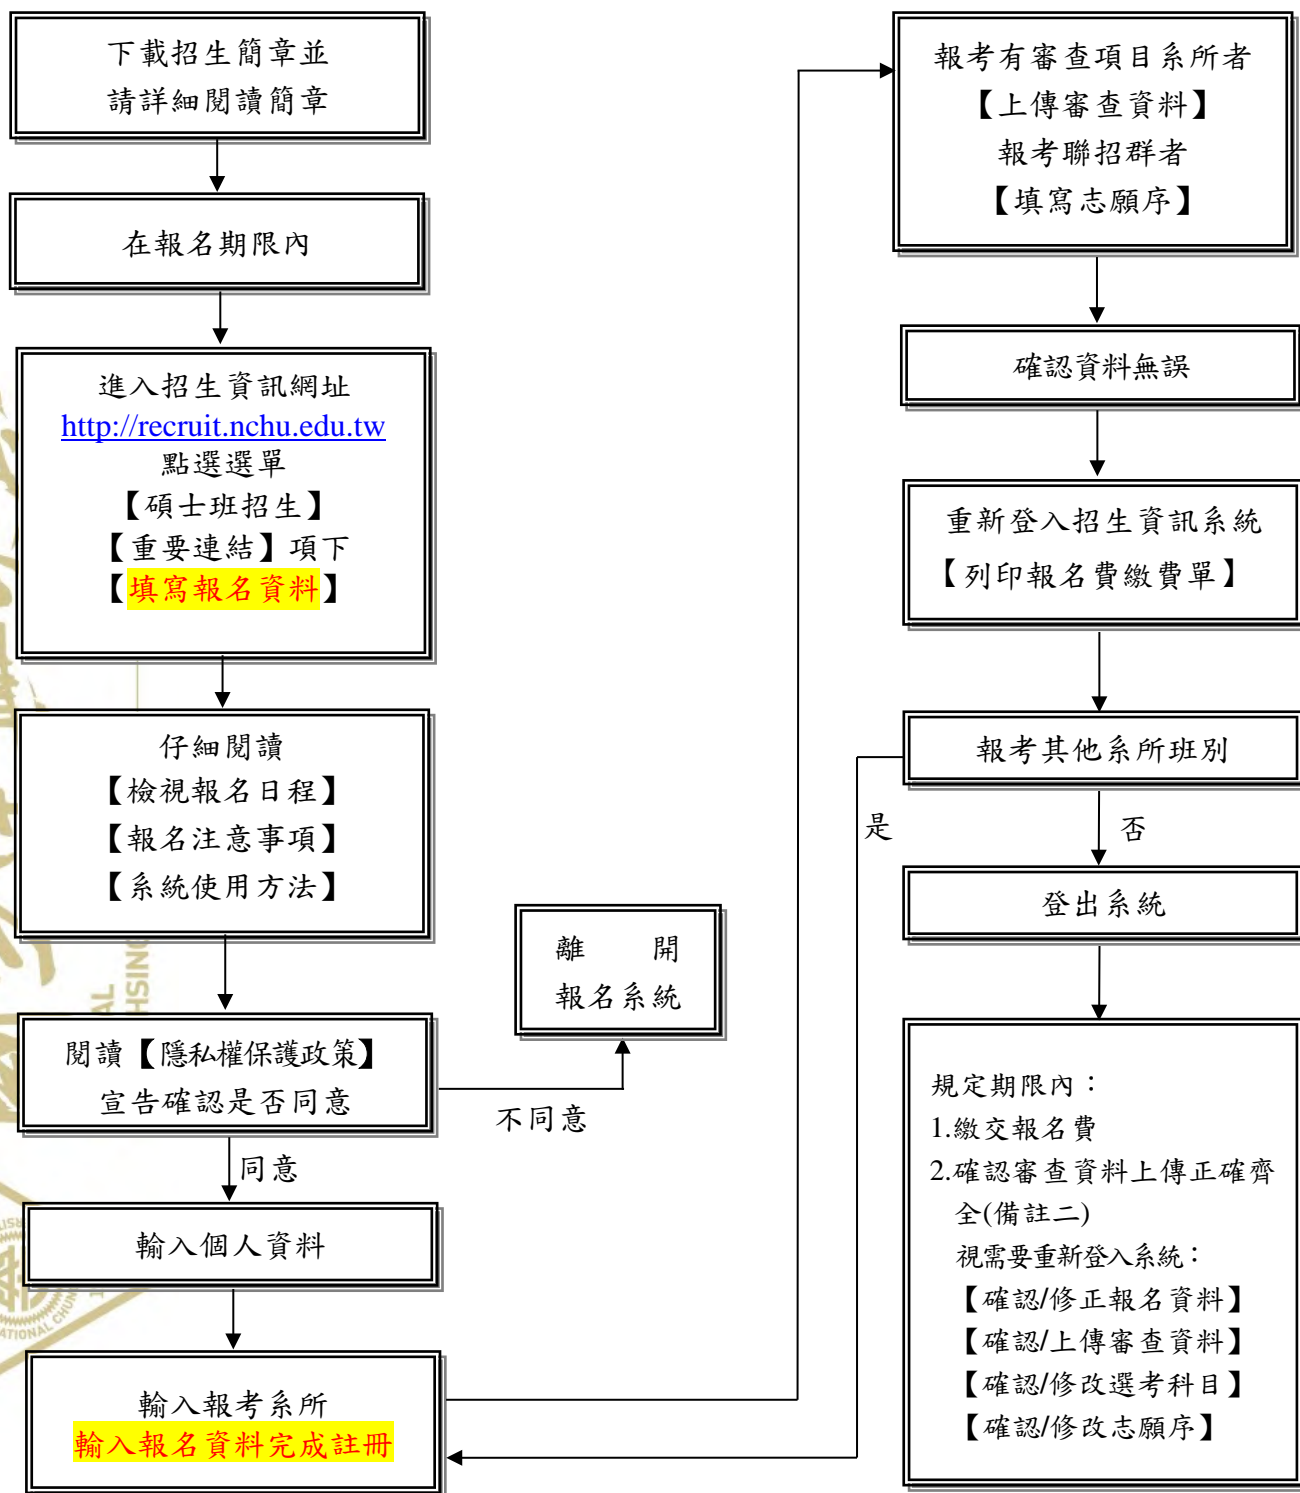 下載招生簡章並
請詳細閱讀簡章
在報名期限內
進入招生資訊網址
http://recruit.nchu.edu.tw
點選選單
【碩士班招生】
【重要連結】項下
【填寫報名資料】
仔細閱讀
【檢視報名日程】
【報名注意事項】
【系統使用方法】
閱讀【隱私權保護政策】
宣告確認是否同意
不同意
離 開
報名系統
同意
輸入個人資料
輸入報考系所
輸入報名資料完成註冊
報考有審查項目系所者
【上傳審查資料】
報考聯招群者
【填寫志願序】
確認資料無誤
重新登入招生資訊系統
【列印報名費繳費單】
報考其他系所班別
是
否
登出系統
規定期限內：
1.繳交報名費
2.確認審查資料上傳正確齊
全(備註二)
視需要重新登入系統：
【確認/修正報名資料】
【確認/上傳審查資料】
【確認/修改選考科目】
【確認/修改志願序】